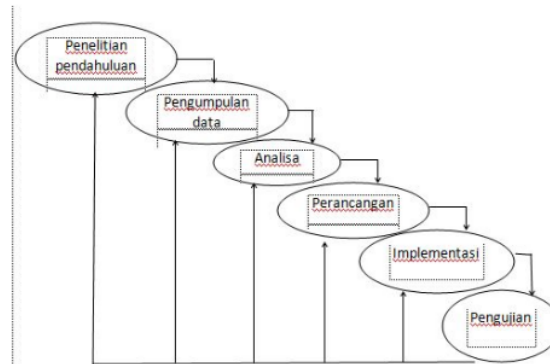 Penelitian
pendahuluan
Pengumpulan
data
Analisa
Perancangan
Implementasi
Pengujian